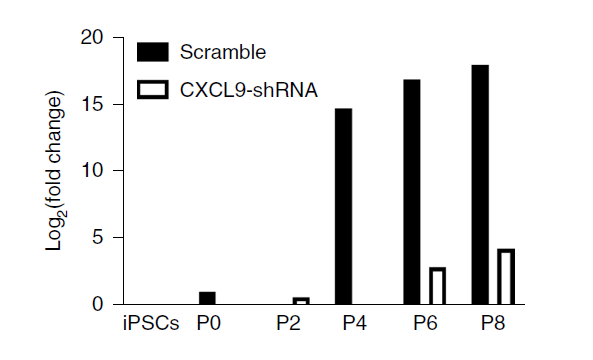 20
Scramble
CXCL9-shRNA
15
10
5
0
Log2(fold change)
iPSCs P0 P2 P4 P6 P8